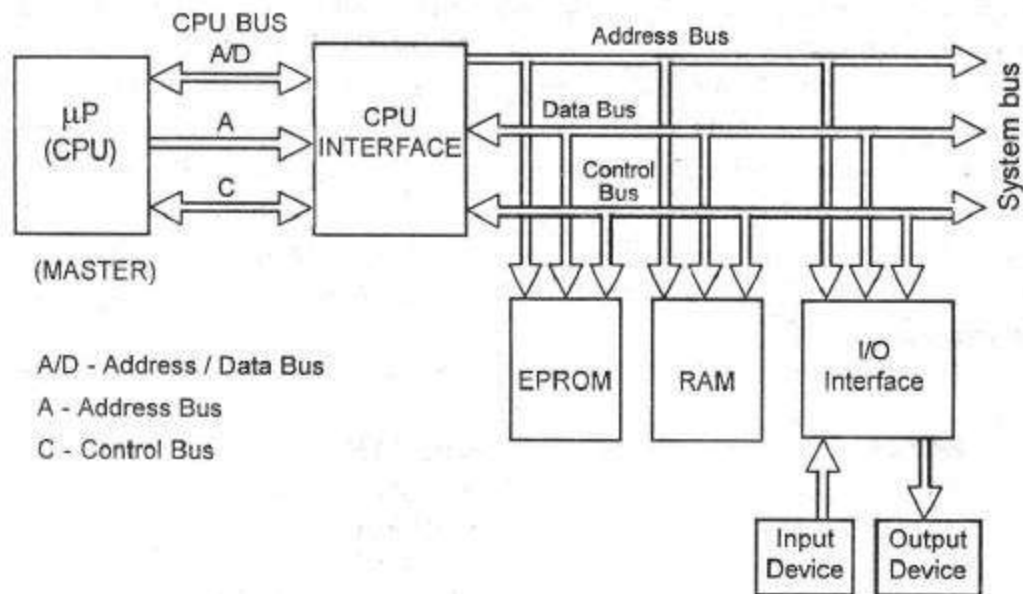 CPU BUS
A/D
Address Bus
μP
(CPU)
A
CPU
INTERFACE
Data Bus
C
Control
Bus
System bus
(MASTER)
A/D - Address / Data Bus
A - Address Bus
C - Control Bus
EPROM
RAM
I/O
Interface
Input
Device
Output
Device